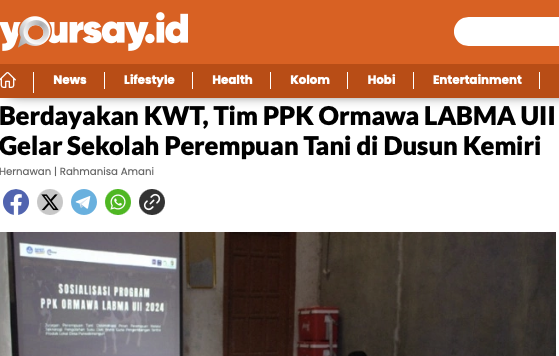 yoursay.id
News Lifestyle Health Kolom Hobi Entertainment
Berdayakan KWT, Tim PPK Ormawa LABMA UII
Gelar Sekolah Perempuan Tani di Dusun Kemiri
Hernawan | Rahmanisa Amani
SOSIALISASI PROGRAM
PPK ORMAWA LABMA UII 2024